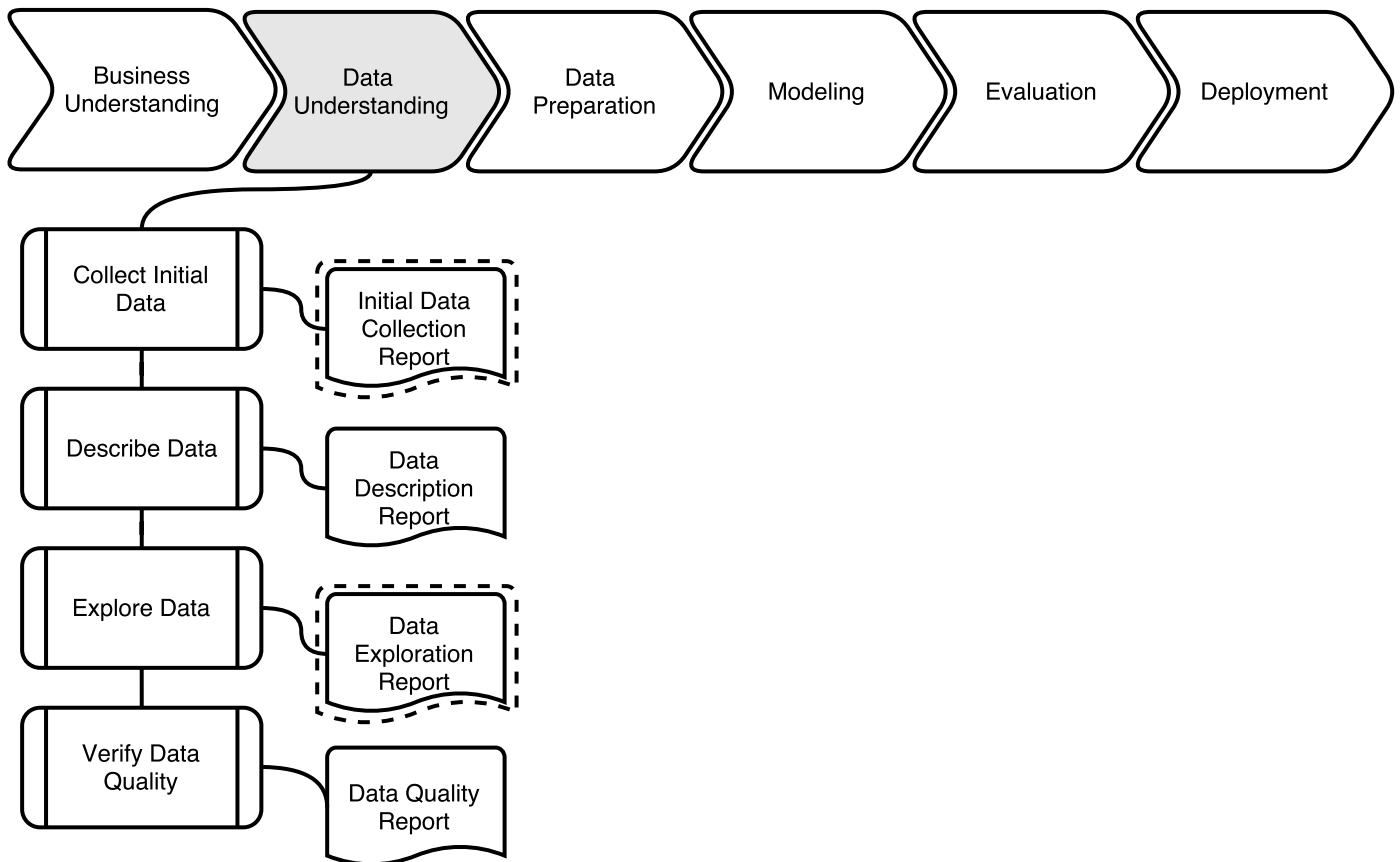 Business
Understanding
Data
Understanding
Data
Preparation
Modeling
Evaluation
Deployment
Collect Initial
Data
Initial Data
Collection
Report
Describe Data
Data
Description
Report
Explore Data
Data
Exploration
Report
Verify Data
Quality
Data Quality
Report